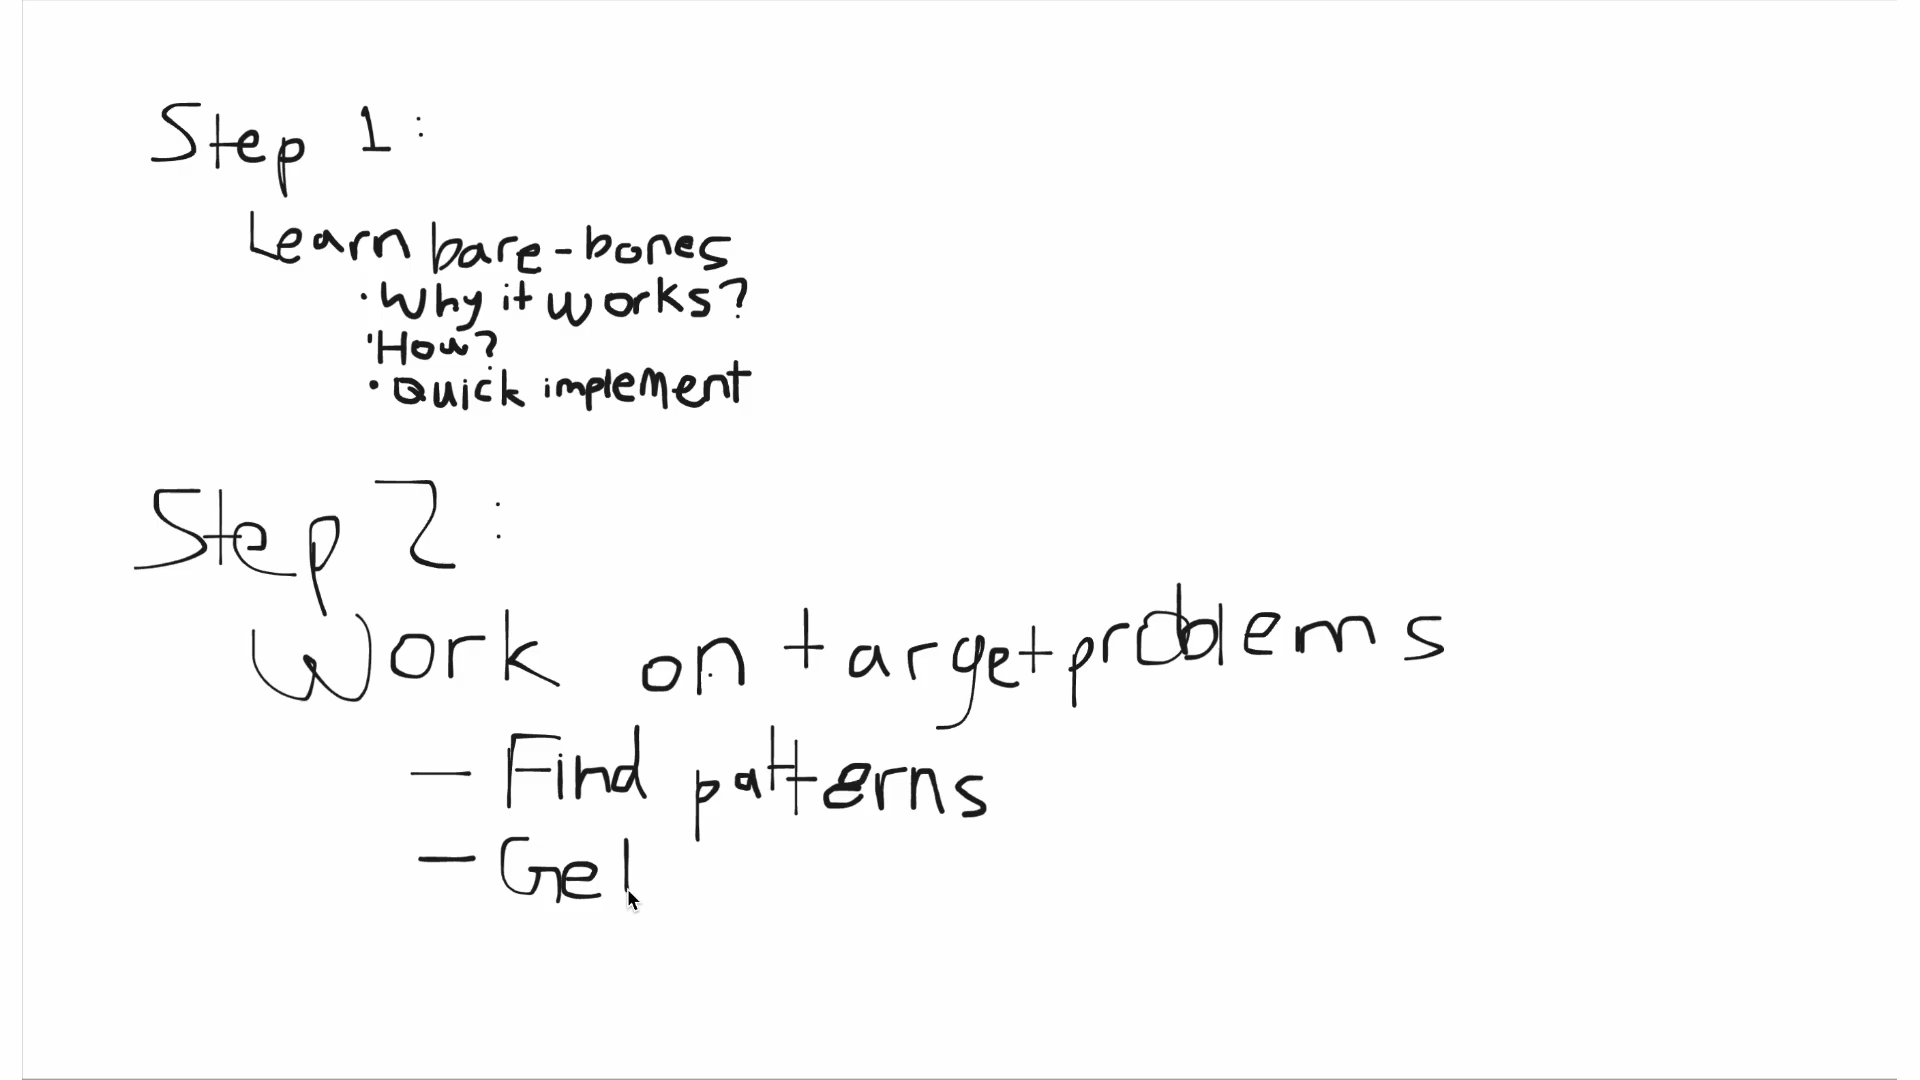 Step 1:
Learn bare-bones
· Why it works?
· How?
· Quick implement
Step 2:
Work on target problems
- Find patterns
- Gel